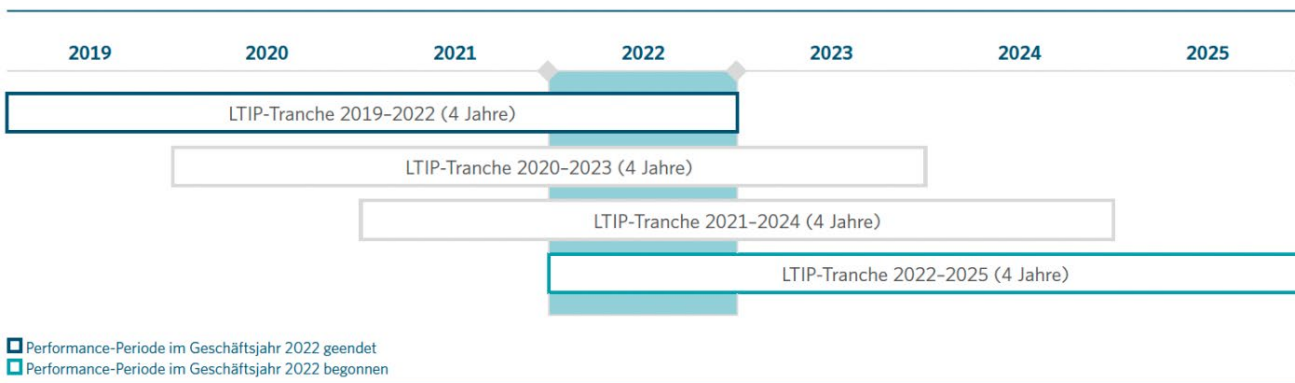 2019 2020 2021 2022 2023 2024 2025
LTIP-Tranche 2019–2022 (4 Jahre)
LTIP-Tranche 2020–2023 (4 Jahre)
LTIP-Tranche 2021–2024 (4 Jahre)
LTIP-Tranche 2022–2025 (4 Jahre)
Performance-Periode im Geschäftsjahr 2022 geendet
Performance-Periode im Geschäftsjahr 2022 begonnen